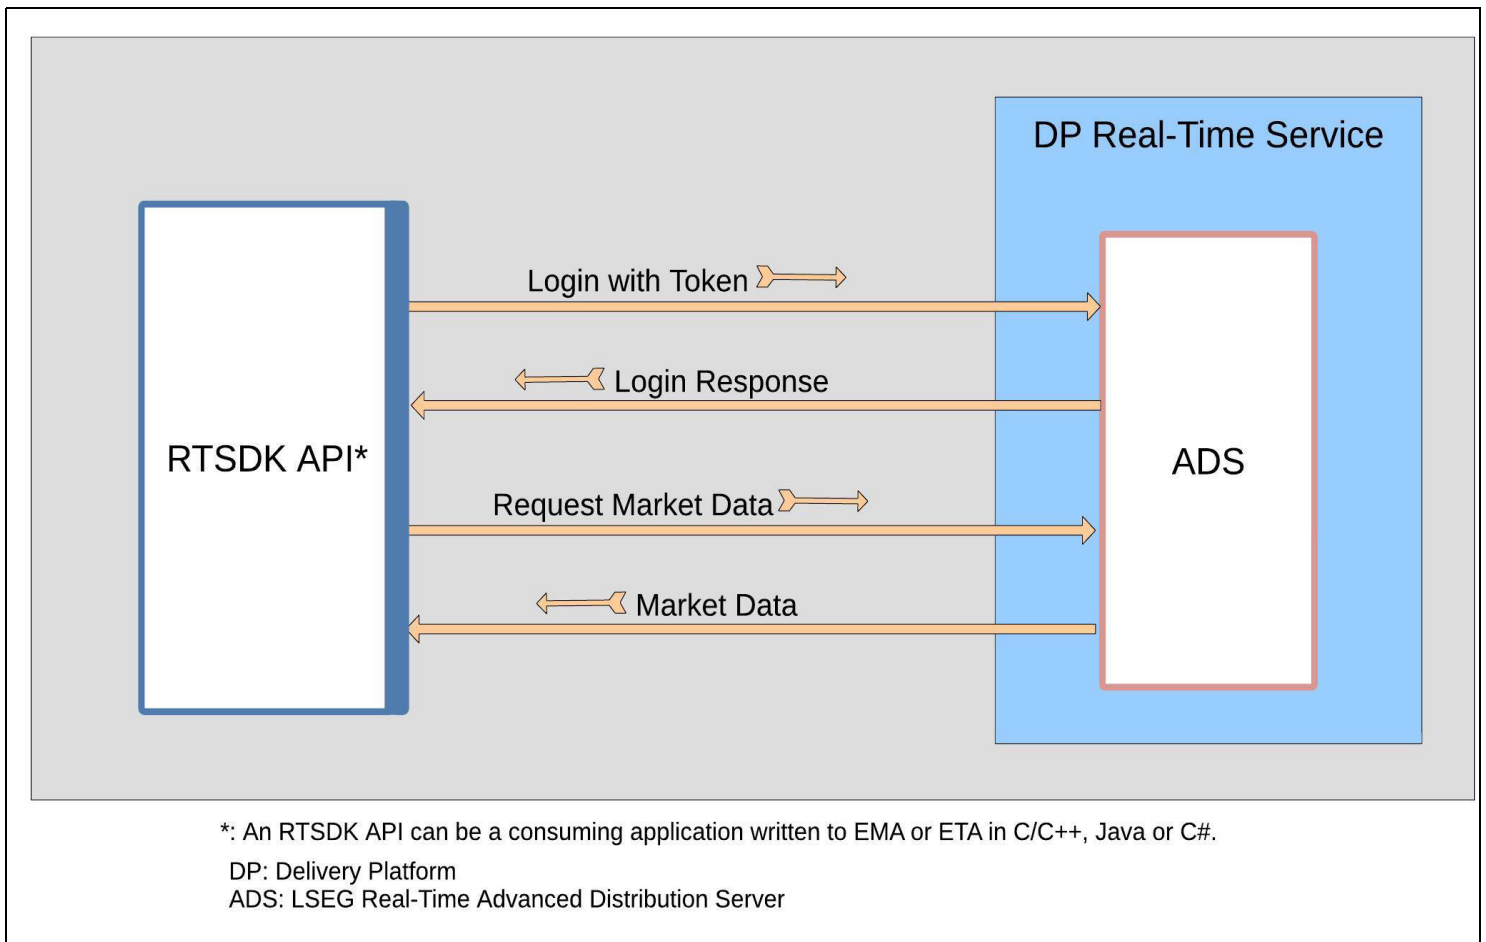 DP Real-Time Service
Login with Token
Login Response
RTSDK API*
ADS
Request Market Data
Market Data
*: An RTSDK API can be a consuming application written to EMA or ETA in C/C++, Java or C#.
DP: Delivery Platform
ADS: LSEG Real-Time Advanced Distribution Server